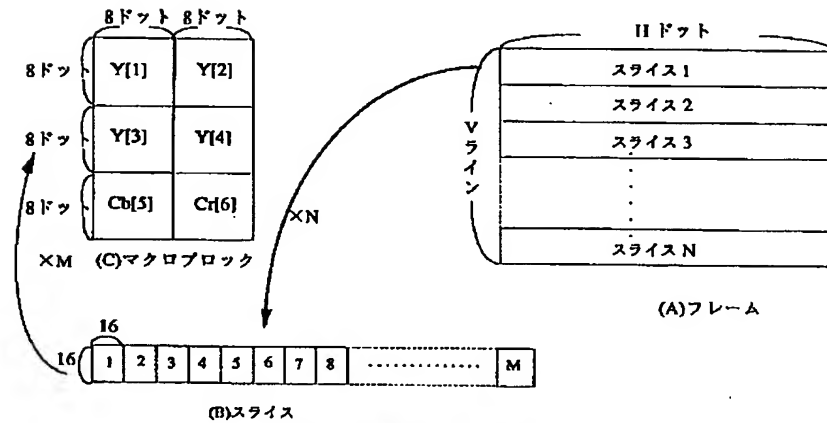 8ドット 8ドット
8ドッ Y[1] Y[2]
8ドッ Y[3] Y[4]
8ドッ Cb[5] Cr[6]
×M (C)マクロブロック
×N
Hドット
Vライン
スライス1
スライス2
スライス3
スライスN
(A)フレーム
16
16 1 2 3 4 5 6 7 8 M
(B)スライス